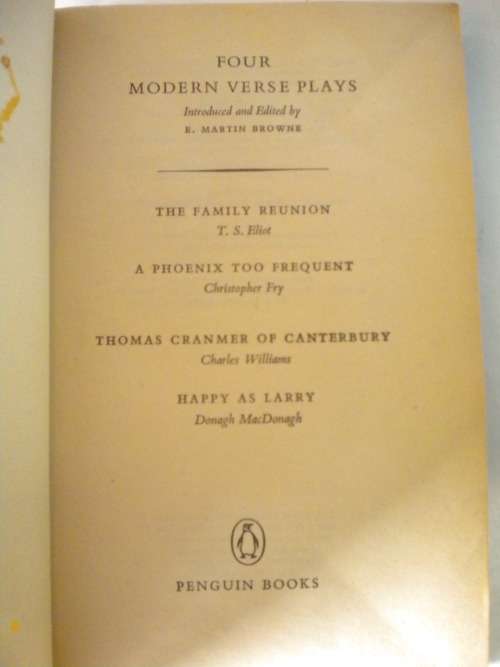 FOUR
MODERN VERSE PLAYS
Introduced and Edited by
E. MARTIN BROWNE
THE FAMILY REUNION
T. S. Eliot
A PHOENIX TOO FREQUENT
Christopher Fry
THOMAS CRANMER OF CANTERBURY
Charles Williams
HAPPY AS LARRY
Donagh MacDonagh
PENGUIN BOOKS